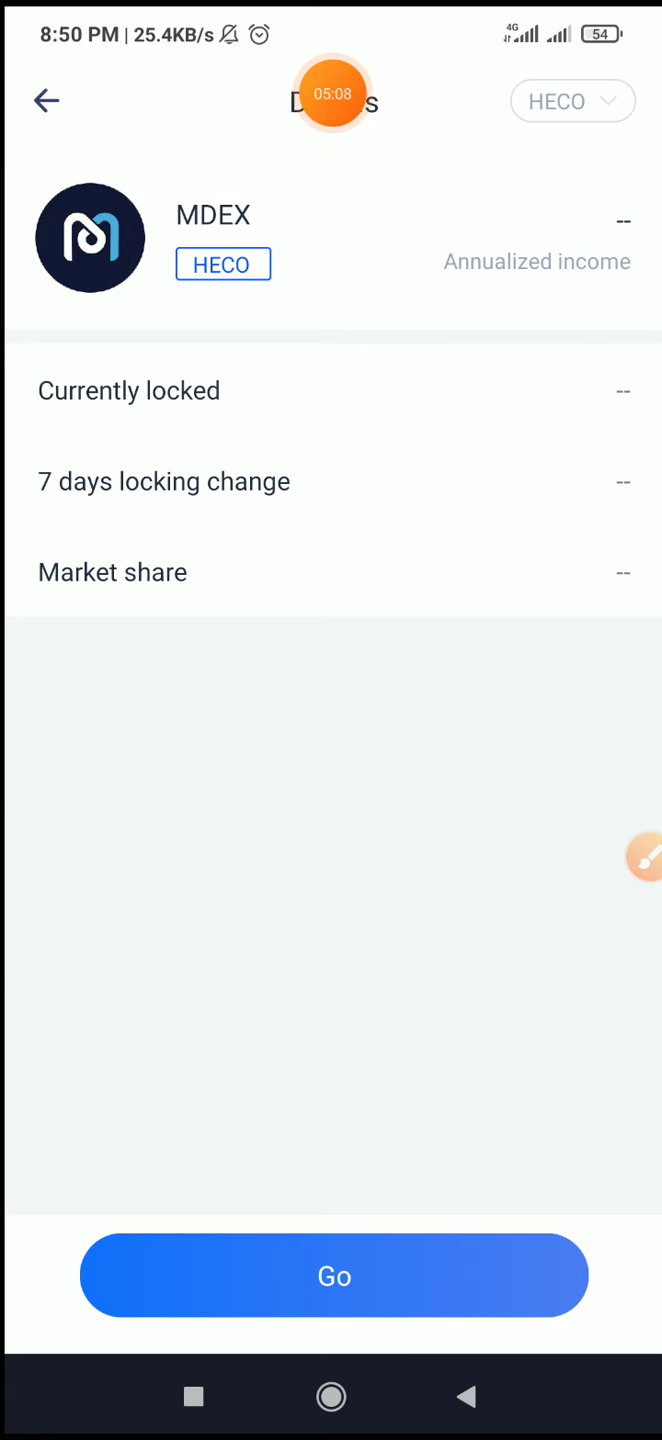 8:50 PM | 25.4KB/s 4G 54
05:08
HECO
MDEX
--
HECO
Annualized income
Currently locked --
7 days locking change --
Market share --
Go